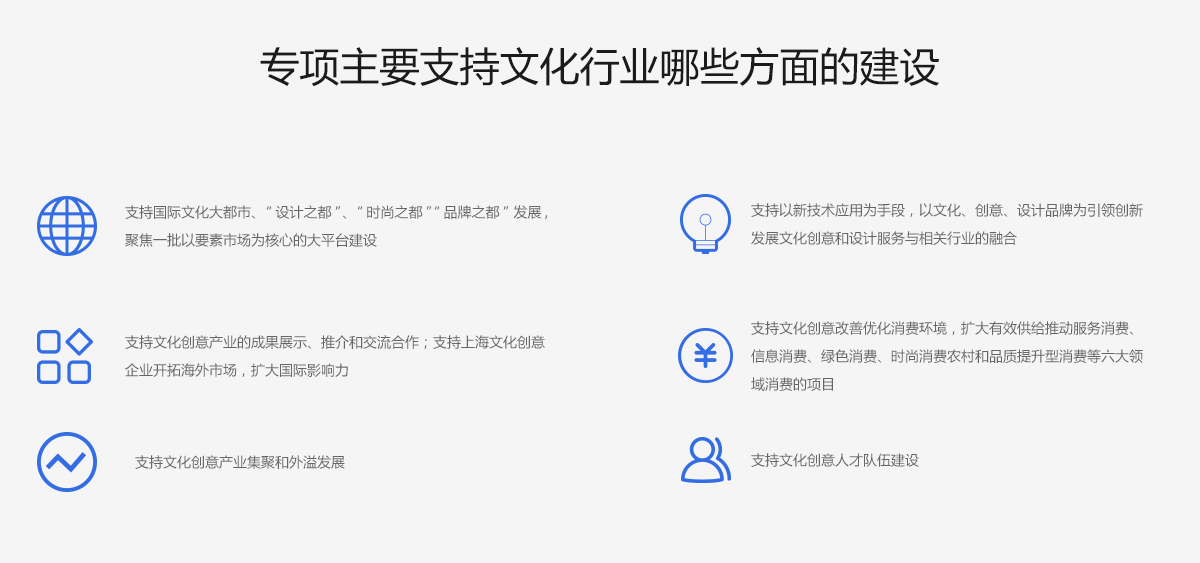 专项主要支持文化行业哪些方面的建设
支持国际文化大都市、“设计之都”、“时尚之都”“品牌之都”发展,
聚焦一批以要素市场为核心的大平台建设
支持以新技术应用为手段,以文化、创意、设计品牌为引领创新
发展文化创意和设计服务与相关行业的融合
支持文化创意产业的成果展示、推介和交流合作;支持上海文化创意
企业开拓海外市场,扩大国际影响力
支持文化创意改善优化消费环境,扩大有效供给推动服务消费、
信息消费、绿色消费、时尚消费农村和品质提升型消费等六大领
域消费的项目
支持文化创意产业集聚和外溢发展
支持文化创意人才队伍建设